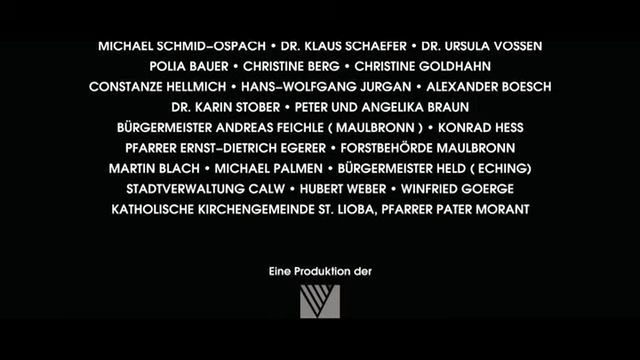 MICHAEL SCHMID-OSPACH • DR. KLAUS SCHAEFER • DR. URSULA VOSSEN
POLIA BAUER • CHRISTINE BERG • CHRISTINE GOLDHAHN
CONSTANZE HELLMICH • HANS-WOLFGANG JURGAN • ALEXANDER BOESCH
DR. KARIN STOBER • PETER UND ANGELIKA BRAUN
BÜRGERMEISTER ANDREAS FEICHLE ( MAULBRONN ) • KONRAD HESS
PFARRER ERNST-DIETRICH EGERER • FORSTBEHÖRDE MAULBRONN
MARTIN BLACH • MICHAEL PALMEN • BÜRGERMEISTER HELD ( ECHING)
STADTVERWALTUNG CALW • HUBERT WEBER • WINFRIED GOERGE
KATHOLISCHE KIRCHENGEMEINDE ST. LIOBA, PFARRER PATER MORANT
Eine Produktion der